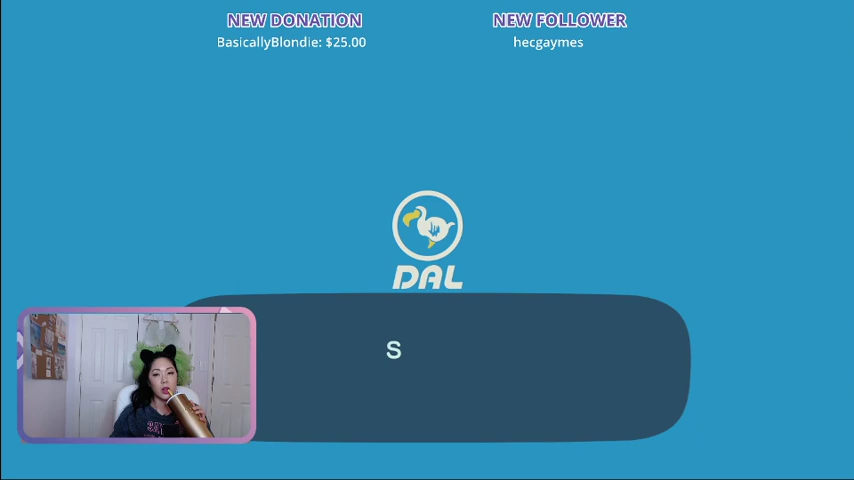 NEW DONATION
BasicallyBlondie: $25.00
NEW FOLLOWER
hecgaymes
DAL
S